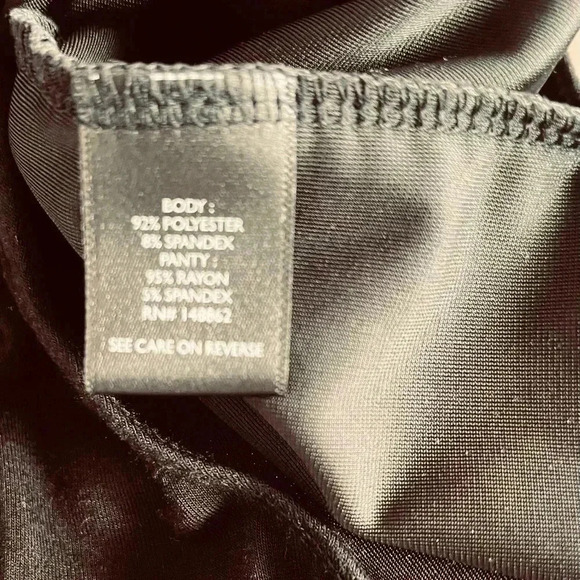 BODY :
92% POLYESTER
8% SPANDEX
PANTY :
95% RAYON
5% SPANDEX
RN# 148862
SEE CARE ON REVERSE